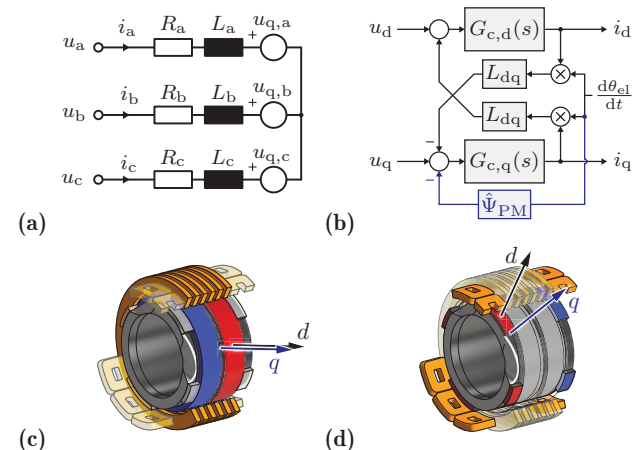 u_a i_a R_a L_a + u_q,a
u_b i_b R_b L_b + u_q,b
u_c i_c R_c L_c + u_q,c
(a)
u_d G_c,d(s) i_d
L_dq × dθ_el/dt
L_dq ×
−
u_q G_c,q(s) i_q
−
Ψ̂_PM
(b)
d
q
(c)
d
q
(d)